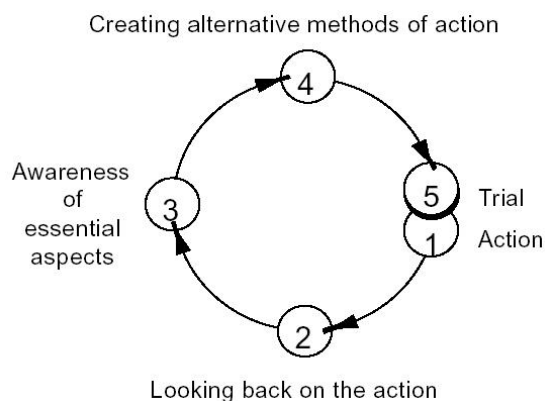 Creating alternative methods of action
4
Awareness
of
essential
aspects
3
5
Trial
1
Action
2
Looking back on the action